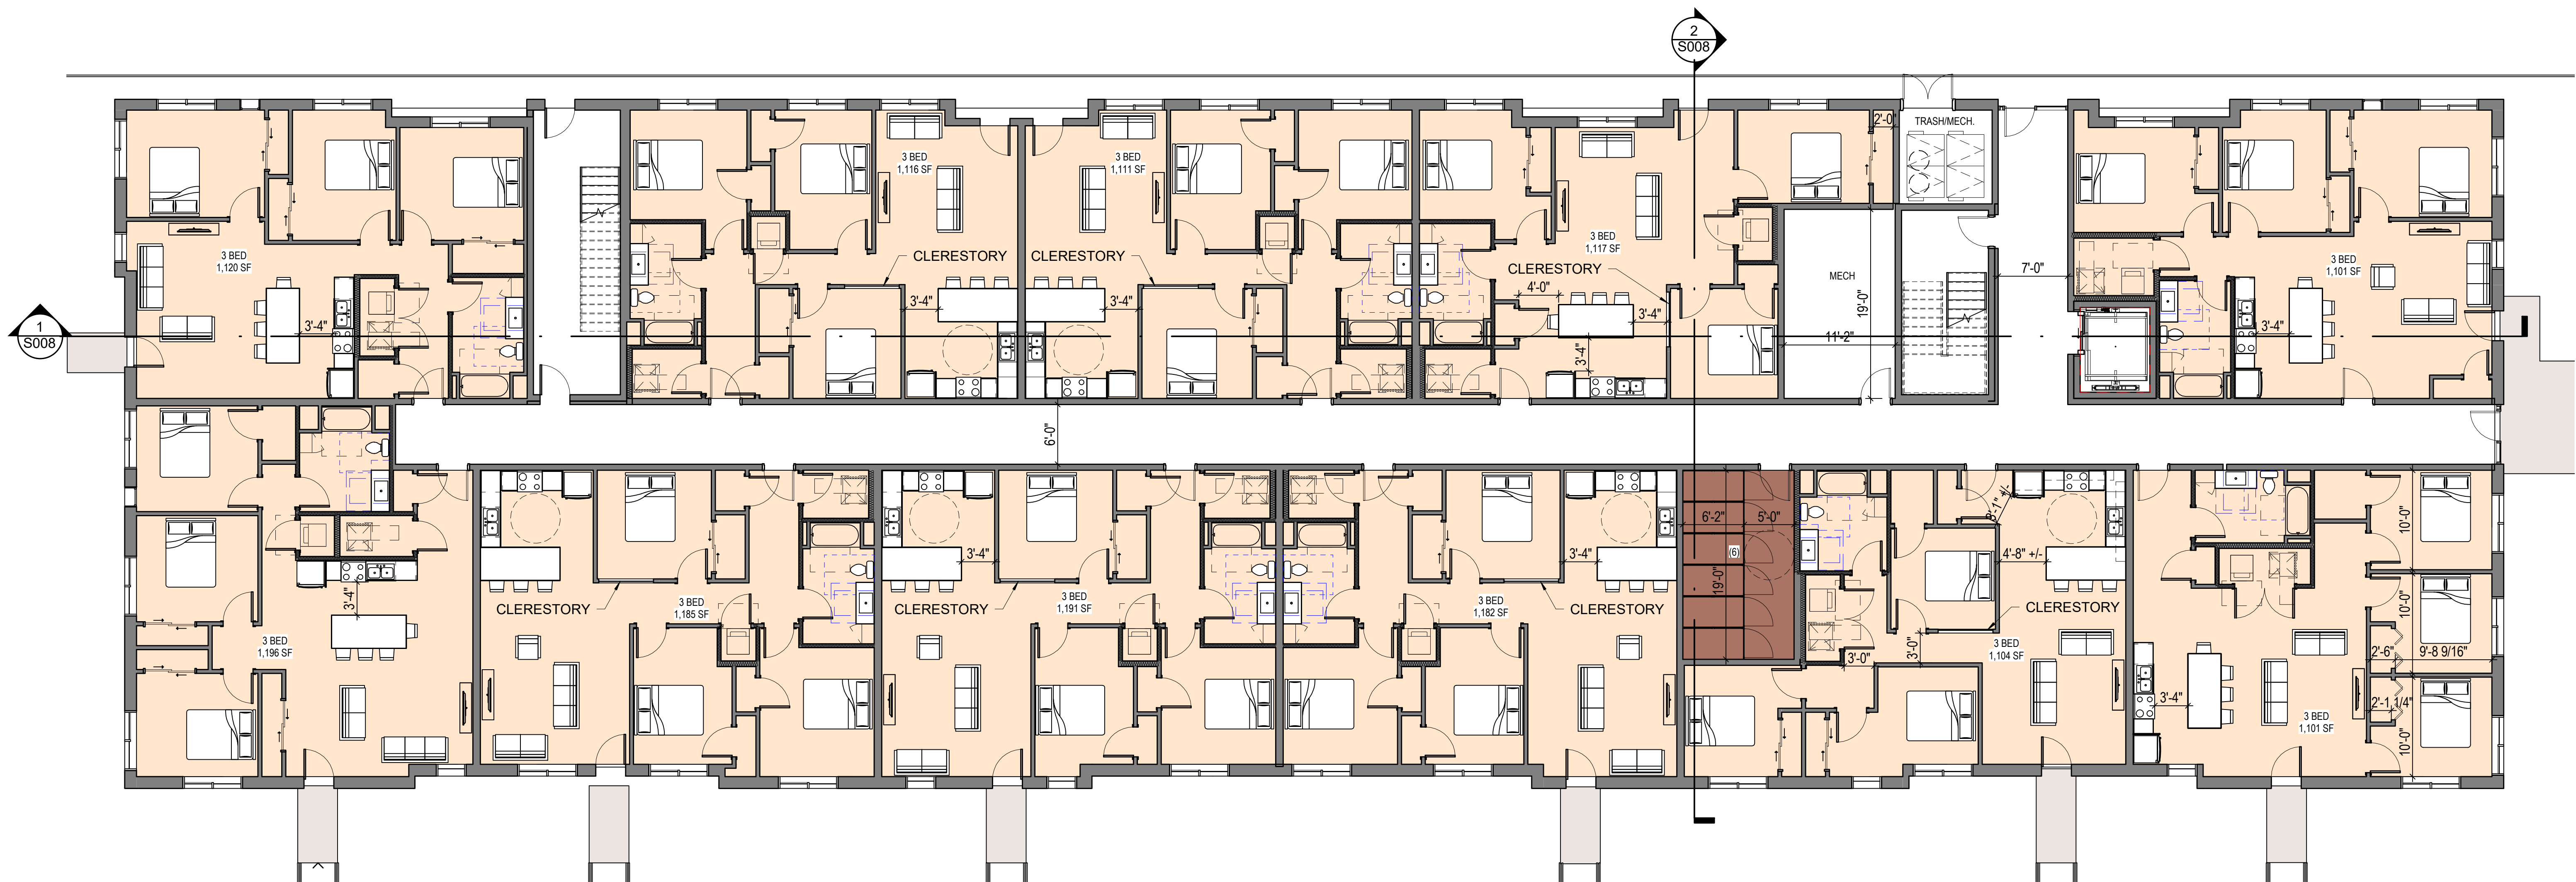 2
S008
TRASH/MECH.
2'-0"
3 BED
1,116 SF
3 BED
1,111 SF
3 BED
1,117 SF
3 BED
1,120 SF
3 BED
1,101 SF
CLERESTORY
CLERESTORY
CLERESTORY
MECH
7'-0"
19'-0"
4'-0"
1
S008
3'-4"
3'-4"
3'-4"
3'-4"
3'-4"
11'-2"
3'-4"
6'-0"
3'-4"
3'-4"
6'-2"
5'-0"
(6)
19'-0"
3'-1" +/-
4'-8" +/-
10'-0"
3'-4"
CLERESTORY
CLERESTORY
CLERESTORY
CLERESTORY
3 BED
1,196 SF
3 BED
1,185 SF
3 BED
1,191 SF
3 BED
1,182 SF
3'-0"
3'-0"
3 BED
1,104 SF
10'-0"
2'-6"
9'-8 9/16"
3'-4"
2'-1 1/4"
3 BED
1,101 SF
10'-0"